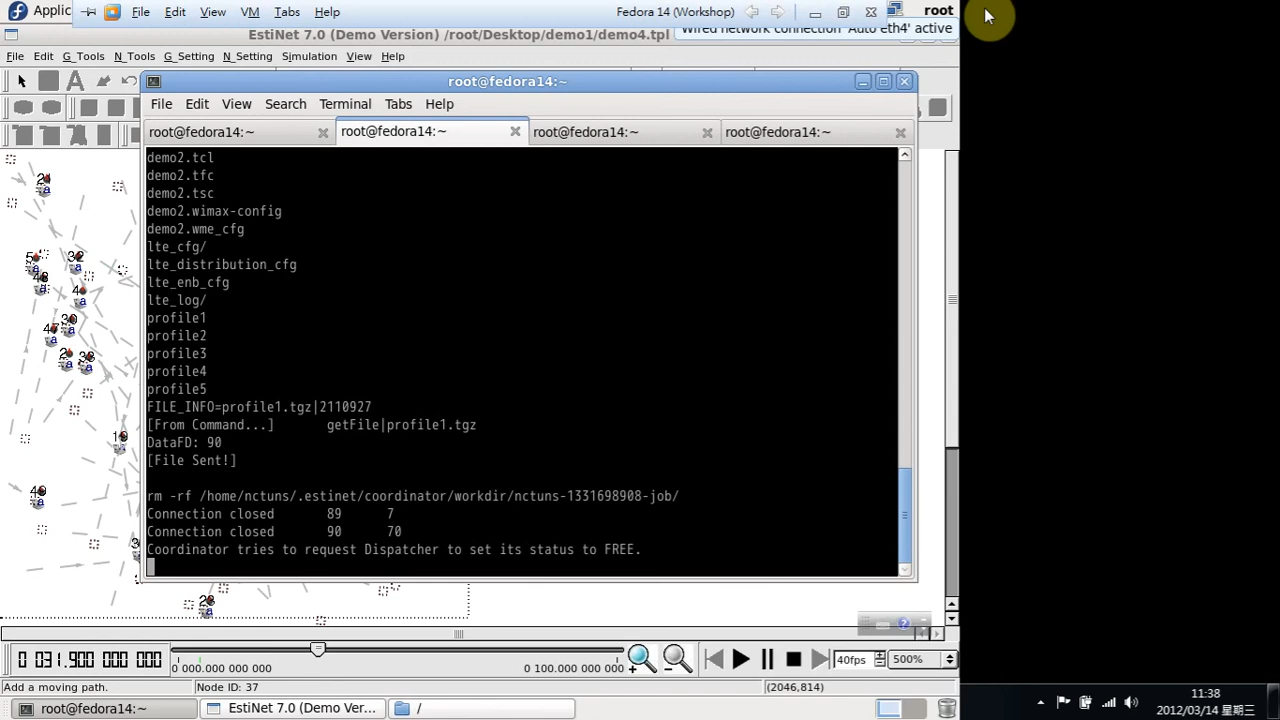 Applic
File Edit View VM Tabs Help
Fedora 14 (Workshop)
root
EstiNet 7.0 (Demo Version) /root/Desktop/demo1/demo4.tpl
Wired network connection 'Auto eth4' active
File Edit G_Tools N_Tools G_Setting N_Setting Simulation View Help
root@fedora14:~
File Edit View Search Terminal Tabs Help
root@fedora14:~ root@fedora14:~ root@fedora14:~ root@fedora14:~
demo2.tcl
demo2.tfc
demo2.tsc
demo2.wimax-config
demo2.wme_cfg
lte_cfg/
lte_distribution_cfg
lte_enb_cfg
lte_log/
profile1
profile2
profile3
profile4
profile5
FILE_INFO=profile1.tgz|2110927
[From Command...] getFile|profile1.tgz
DataFD: 90
[File Sent!]
rm -rf /home/nctuns/.estinet/coordinator/workdir/nctuns-1331698908-job/
Connection closed 89 7
Connection closed 90 70
Coordinator tries to request Dispatcher to set its status to FREE.
0 031.900 000 000
0 000.00 000 000
0 100.000 000 000
40fps
500%
Add a moving path.
Node ID: 37
(2046,814)
root@fedora14:~
EstiNet 7.0 (Demo Ver...
/
11:38
2012/03/14 星期三